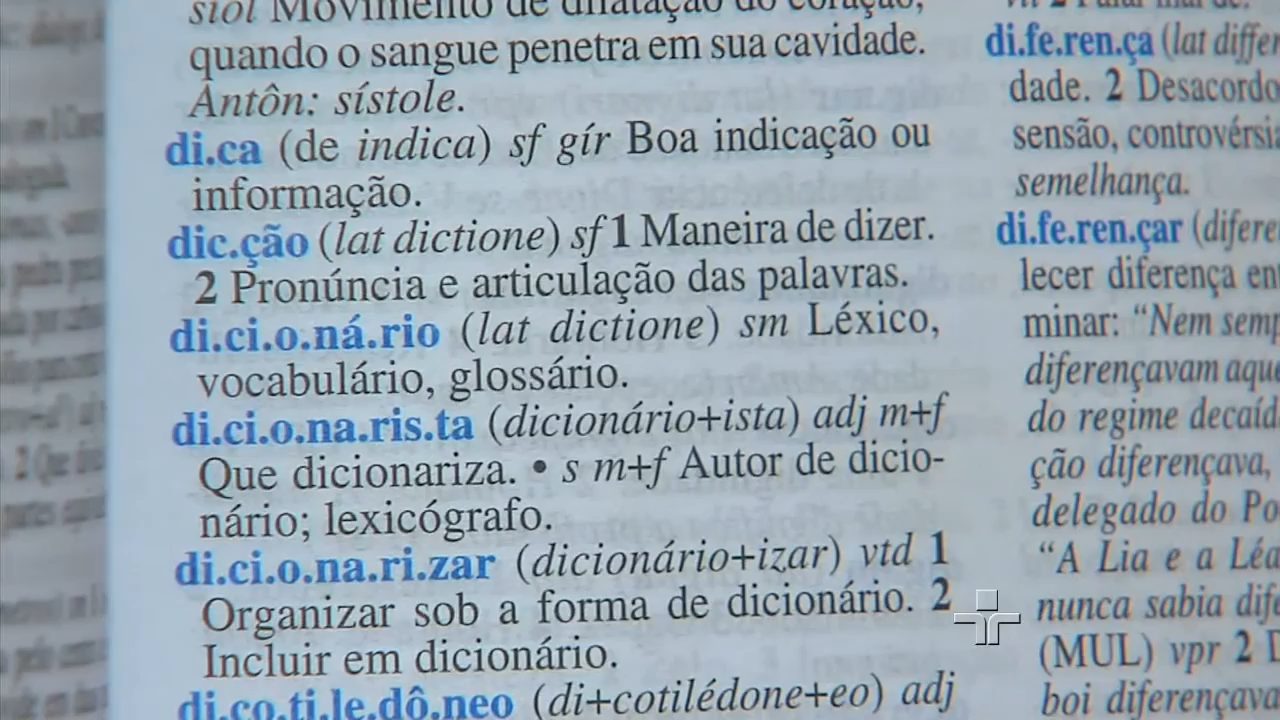 siol Movimento de dilatação do coração,
quando o sangue penetra em sua cavidade.
Antôn: sístole.
di.ca (de indica) sf gír Boa indicação ou
informação.
dic.ção (lat dictione) sf 1 Maneira de dizer.
2 Pronúncia e articulação das palavras.
di.ci.o.ná.rio (lat dictione) sm Léxico,
vocabulário, glossário.
di.ci.o.na.ris.ta (dicionário+ista) adj m+f
Que dicionariza. • s m+f Autor de dicio-
nário; lexicógrafo.
di.ci.o.na.ri.zar (dicionário+izar) vtd 1
Organizar sob a forma de dicionário. 2
Incluir em dicionário.
di.co.ti.le.dô.neo (di+cotilédone+eo) adj
di.fe.ren.ça (lat differ
dade. 2 Desacordo
sensão, controvérsia
semelhança.
di.fe.ren.çar (difere
lecer diferença en
minar: “Nem semp
diferençavam aque
do regime decaíd
ção diferençava,
delegado do Po
“A Lia e a Léa
nunca sabia dife
(MUL) vpr 2 D
boi diferençava